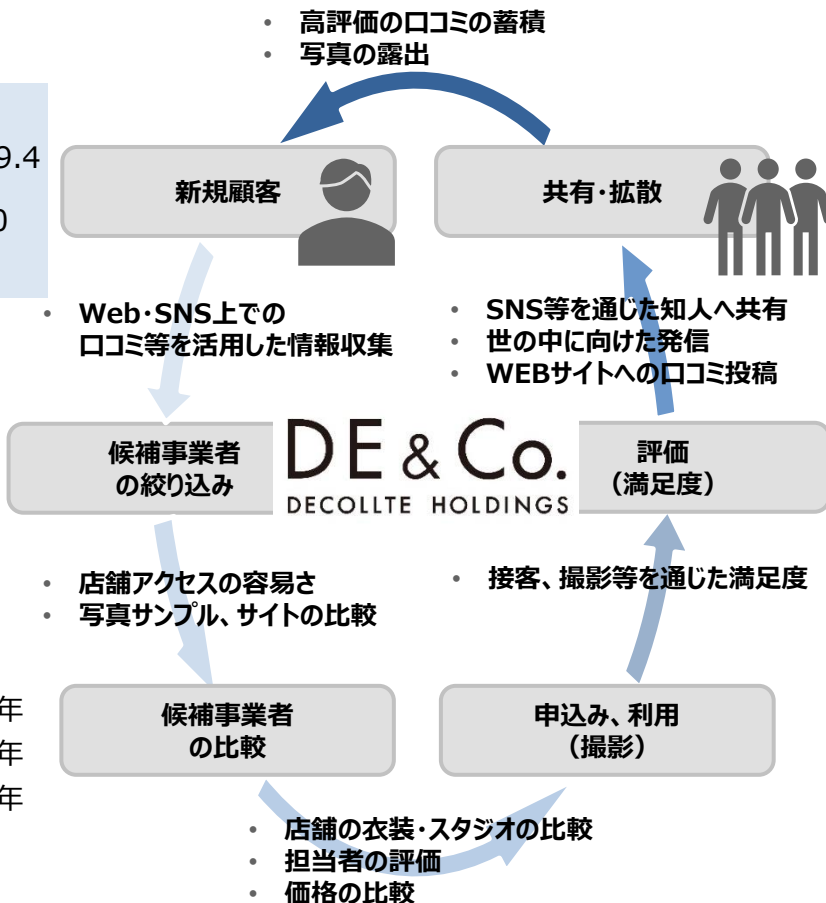 • 高評価の口コミの蓄積
• 写真の露出
9.4
0
新規顧客
共有・拡散
• Web・SNS上での
口コミ等を活用した情報収集
• SNS等を通じた知人へ共有
• 世の中に向けた発信
• WEBサイトへの口コミ投稿
候補事業者
の絞り込み
DE & Co.
DECOLLTE HOLDINGS
評価
（満足度）
• 店舗アクセスの容易さ
• 写真サンプル、サイトの比較
• 接客、撮影等を通じた満足度
年
年
年
候補事業者
の比較
申込み、利用
（撮影）
• 店舗の衣装・スタジオの比較
• 担当者の評価
• 価格の比較